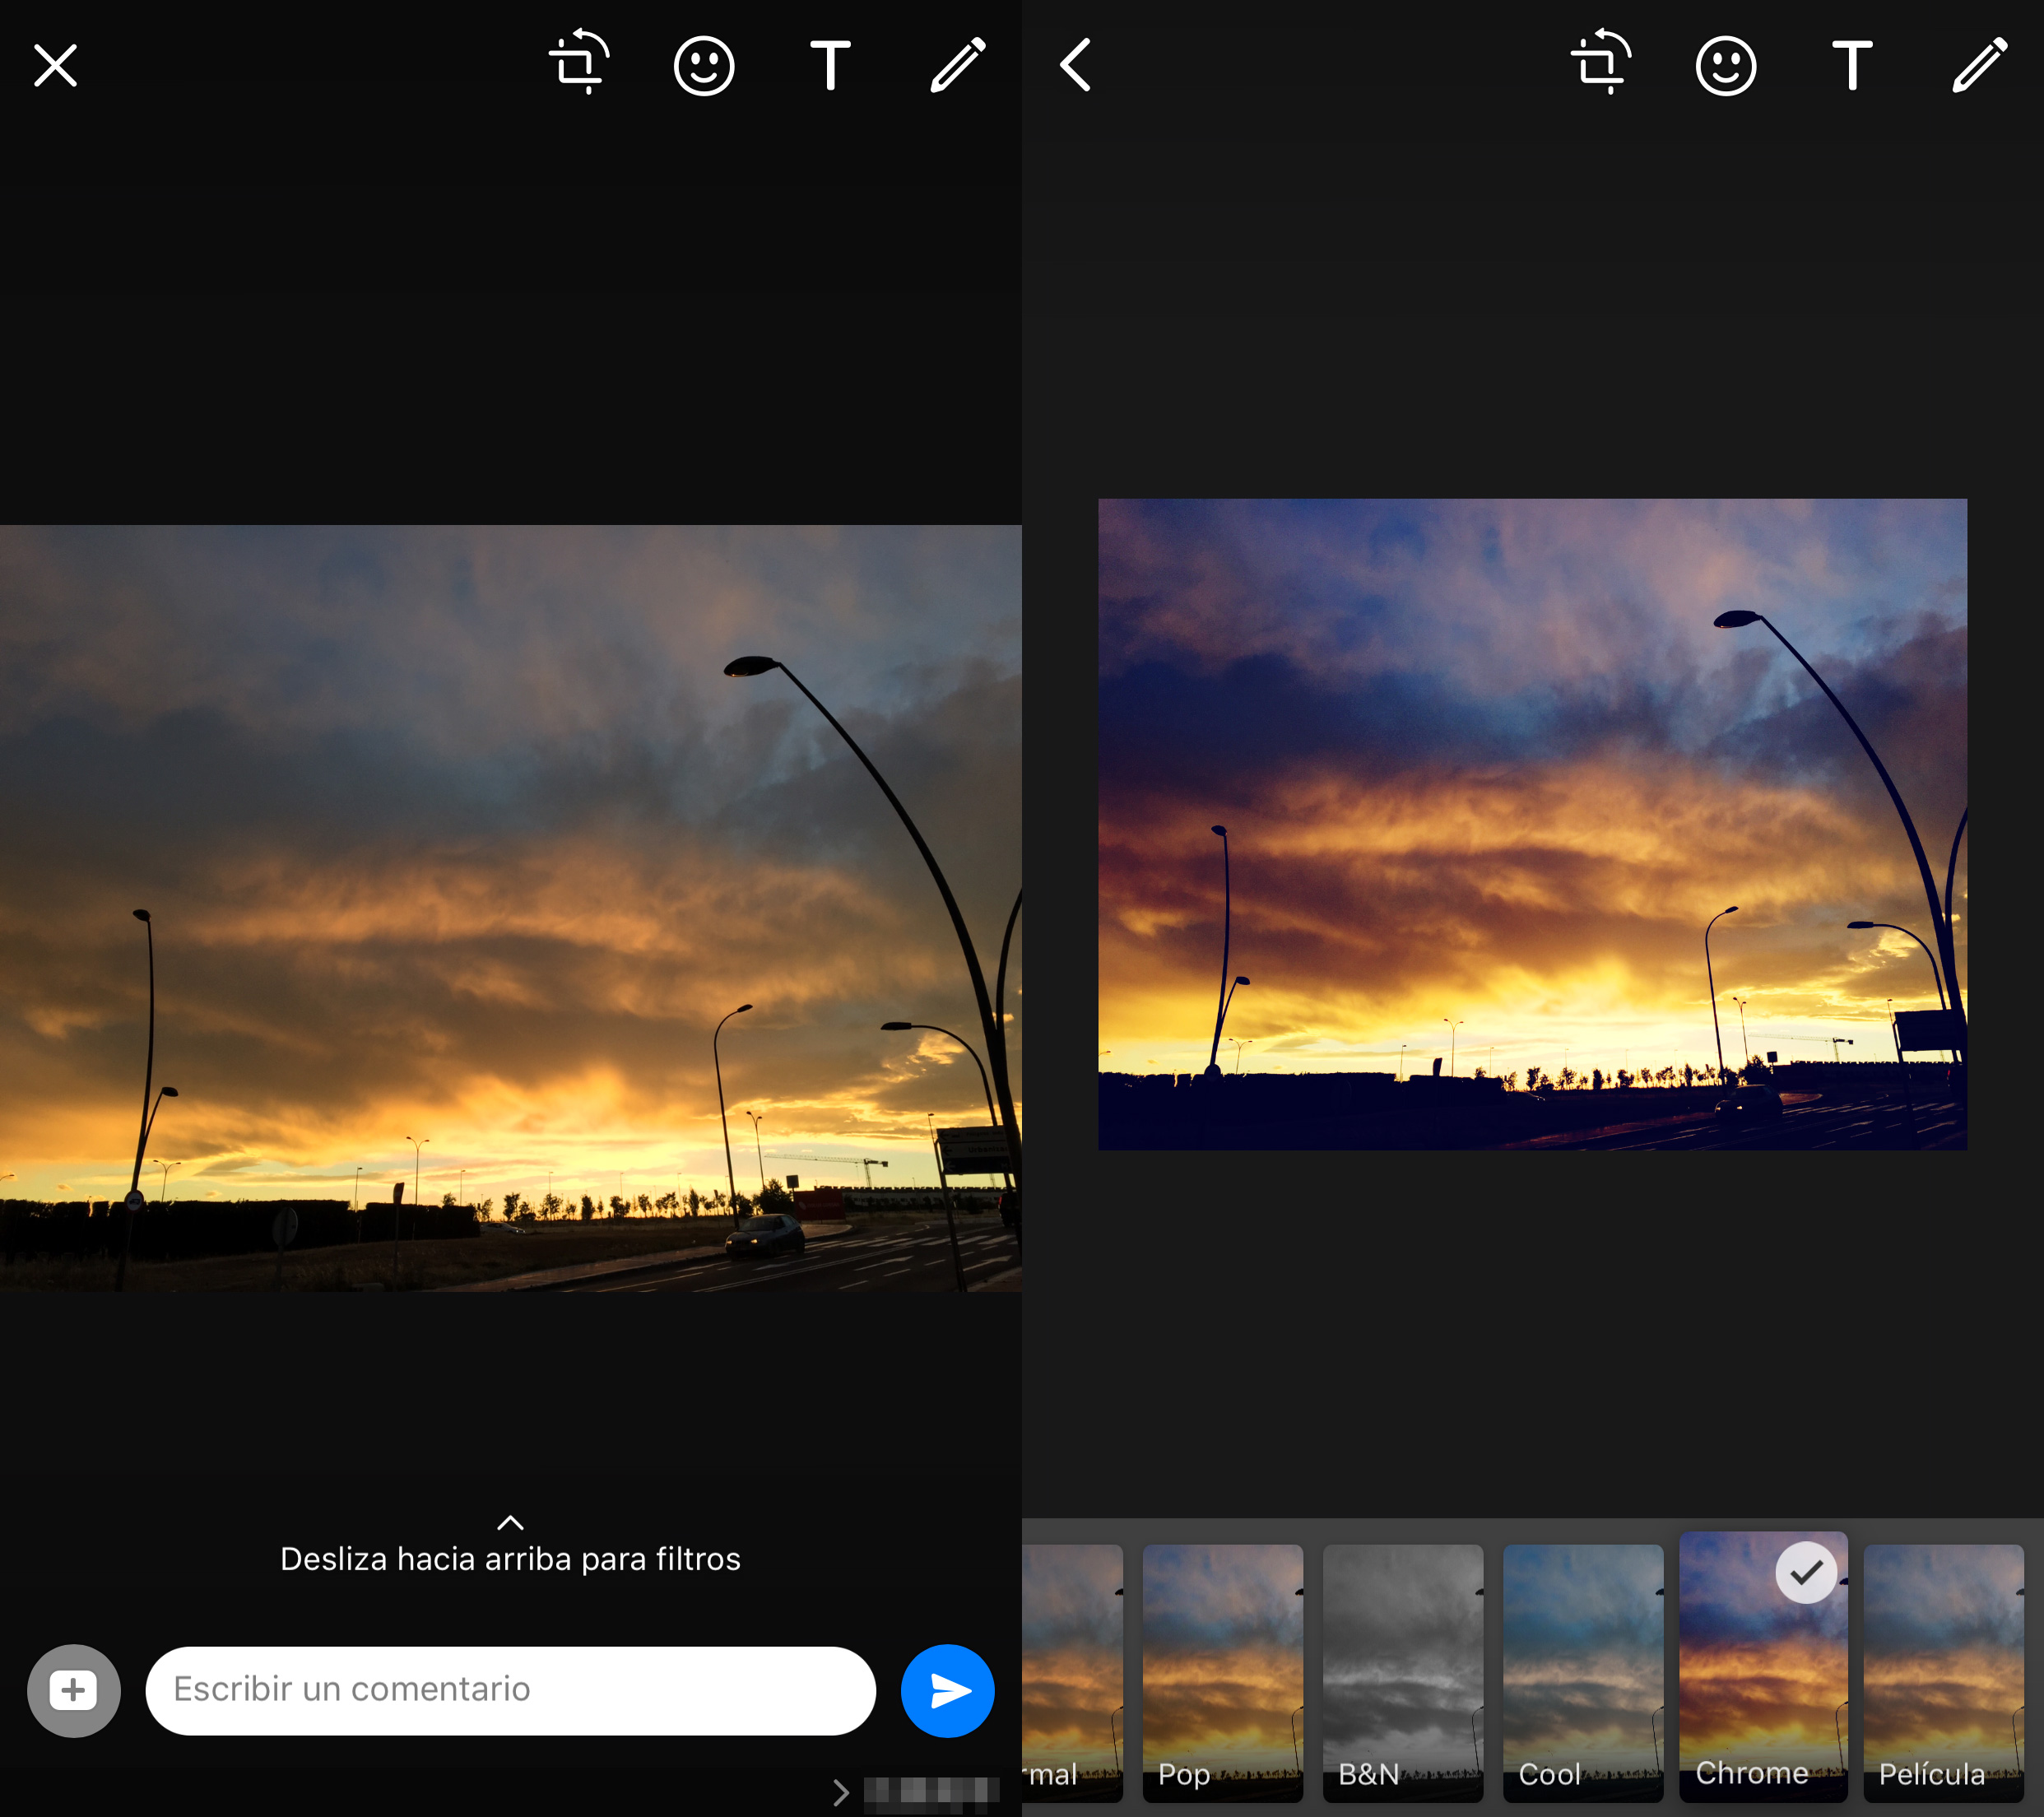 T
T
Desliza hacia arriba para filtros
Escribir un comentario
rmal
Pop
B&N
Cool
Chrome
Película